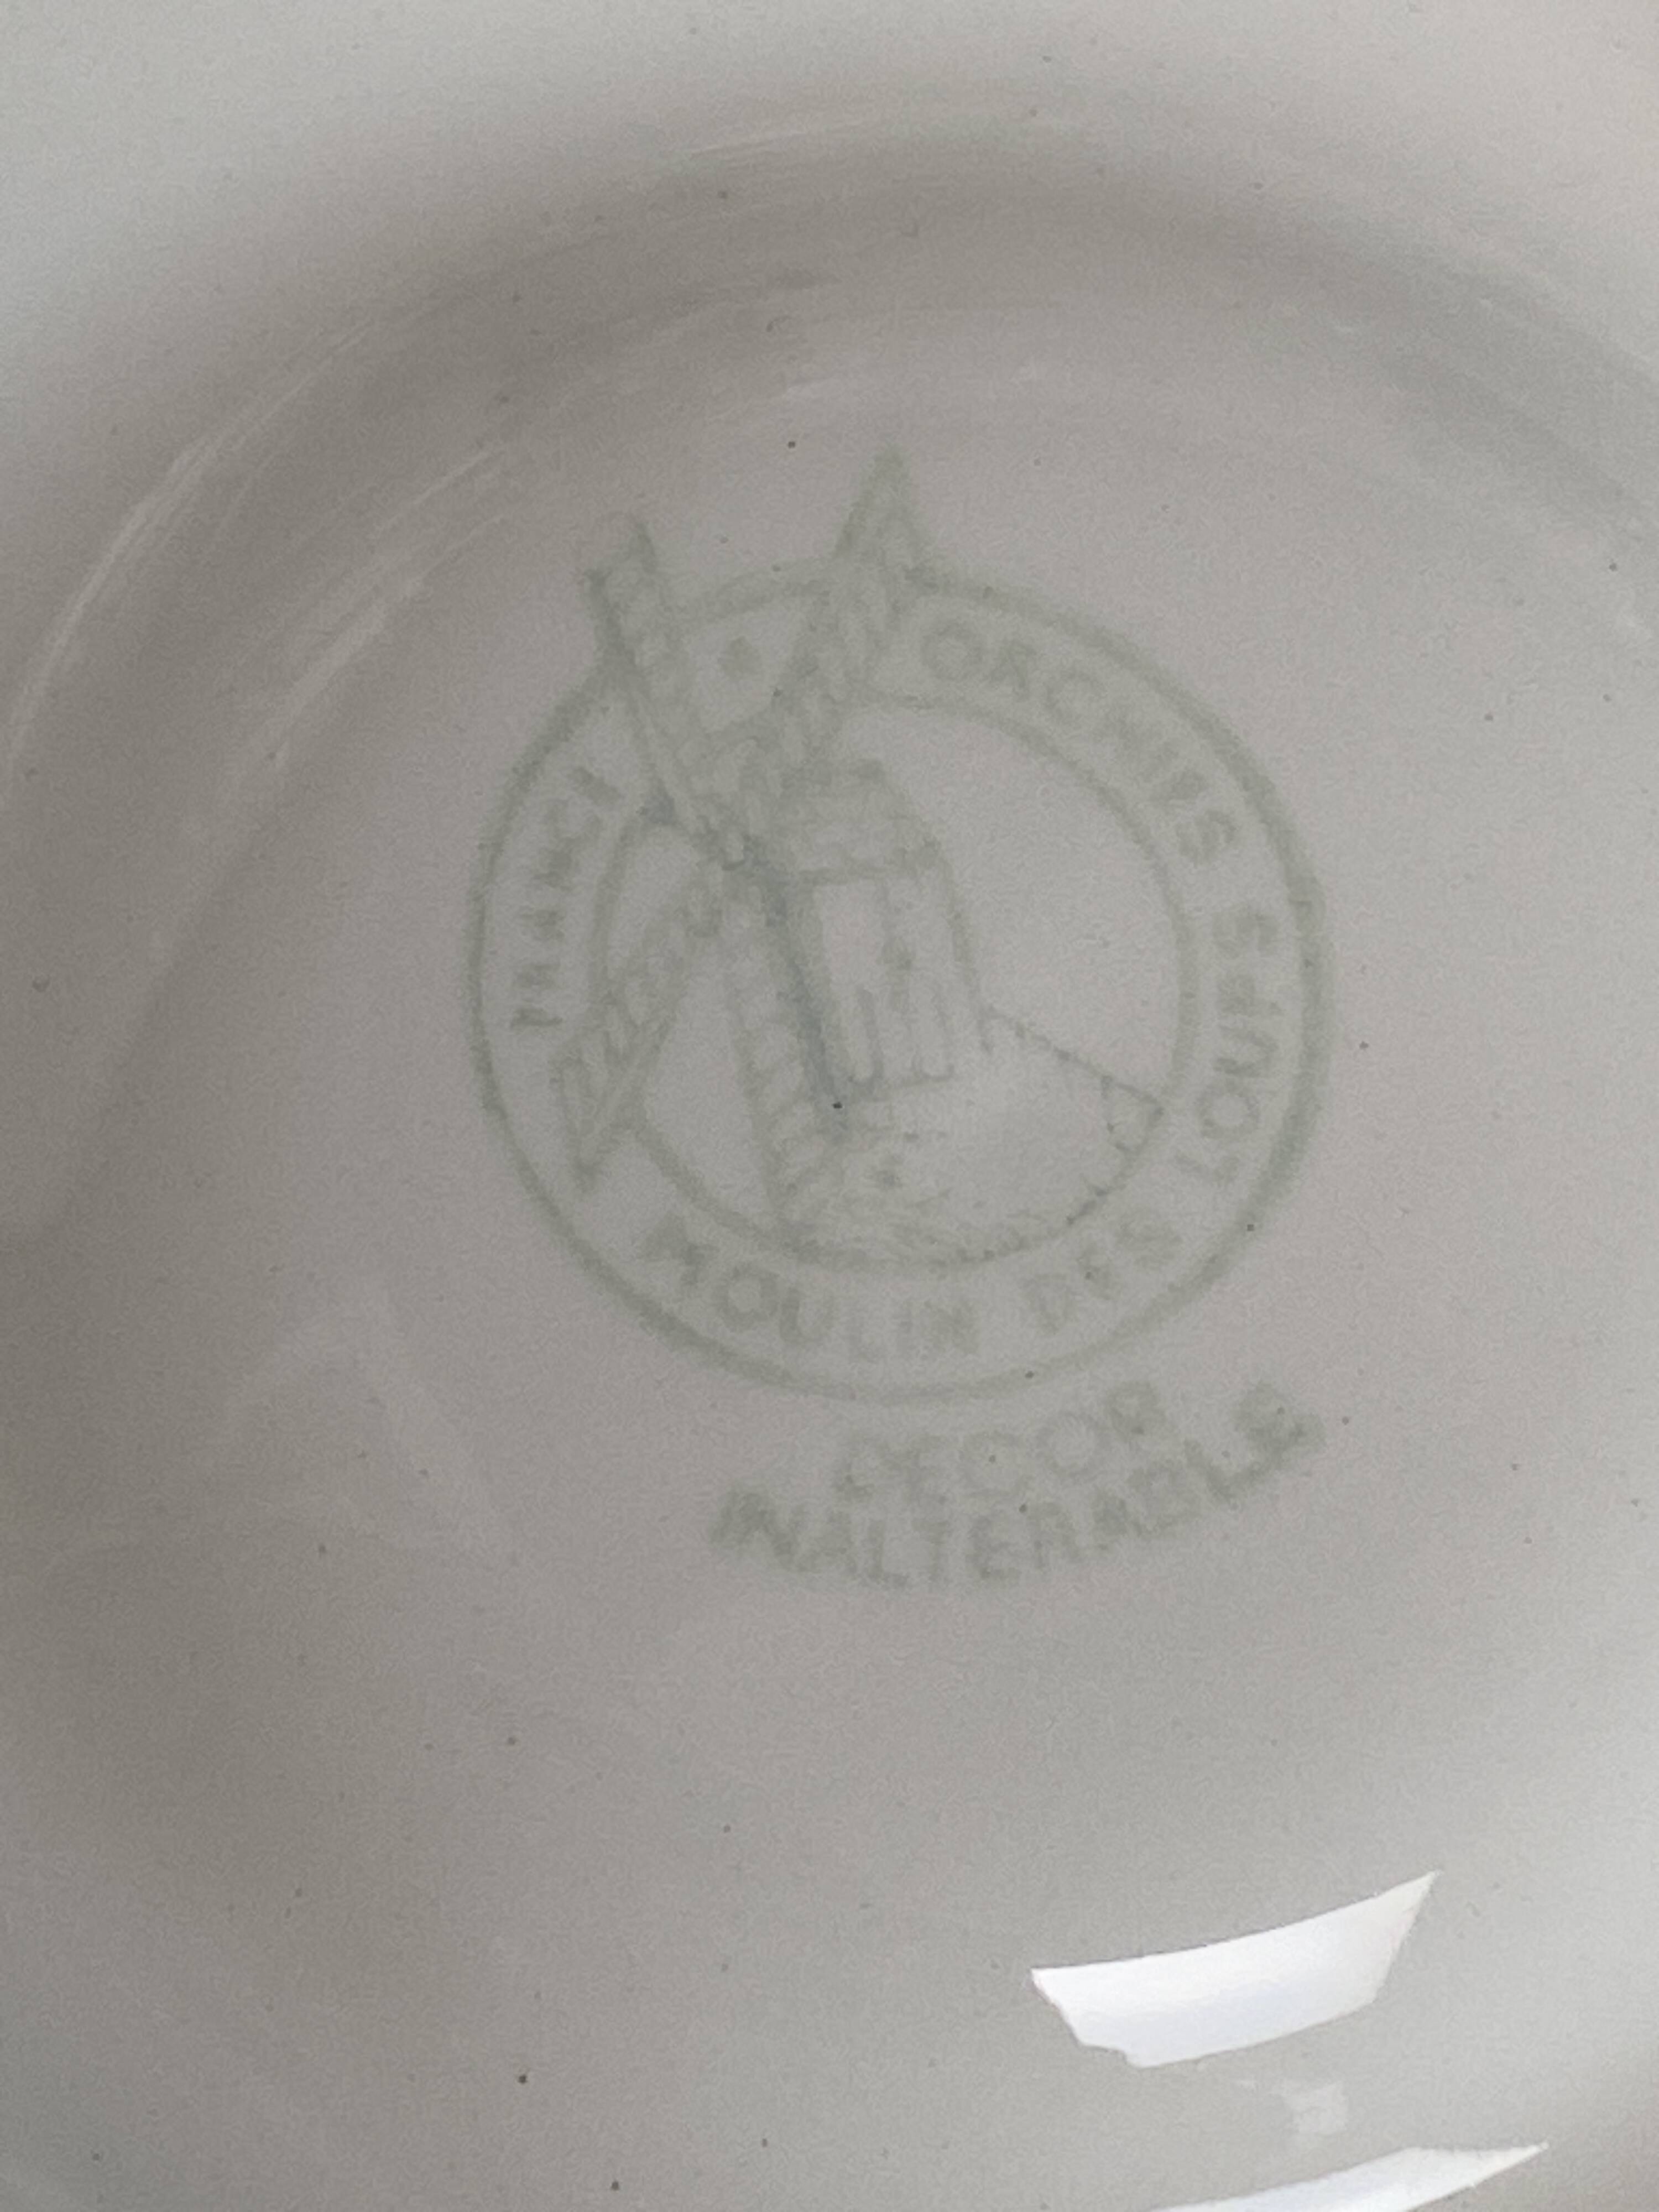 FRANCE
MOULIN DES LOUPS
ORCHIES
DECOR
INALTERABLE